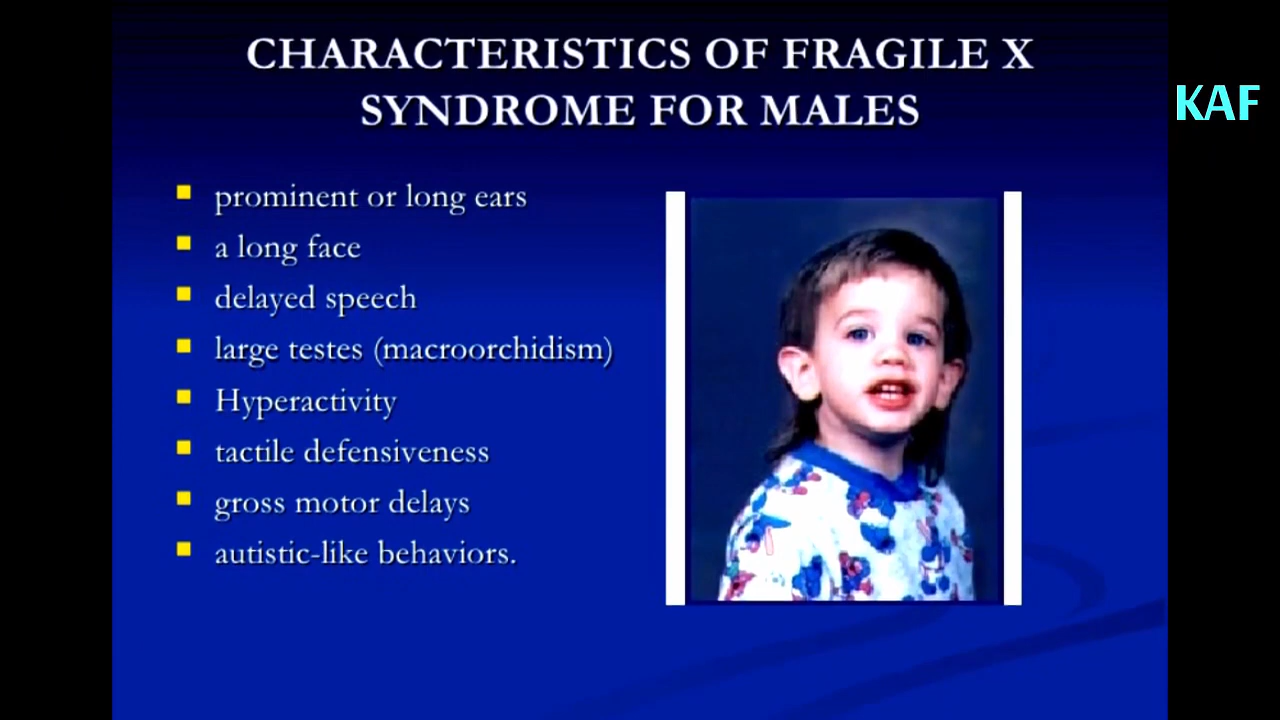 CHARACTERISTICS OF FRAGILE X
SYNDROME FOR MALES
KAF
prominent or long ears
a long face
delayed speech
large testes (macroorchidism)
Hyperactivity
tactile defensiveness
gross motor delays
autistic-like behaviors.